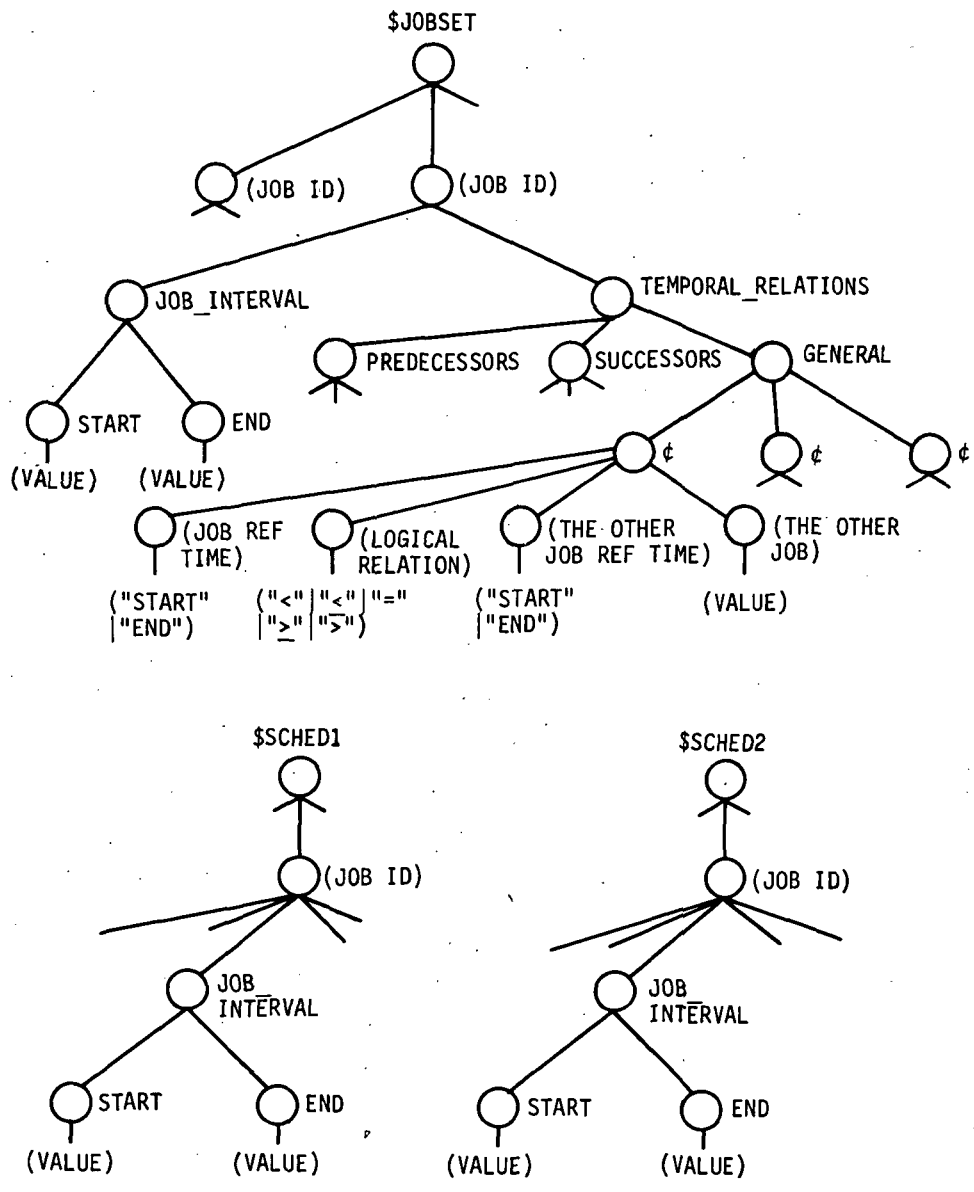 $JOBSET
(JOB ID)
(JOB ID)
JOB_INTERVAL
TEMPORAL_RELATIONS
PREDECESSORS
SUCCESSORS
GENERAL
START
END
¢
¢
¢
(VALUE)
(VALUE)
(JOB REF
TIME)
(LOGICAL
RELATION)
(THE OTHER
JOB REF TIME)
(THE OTHER
JOB)
("START"
|"END")
("<"|"≤"|"="
|"≥"|">")
("START"
|"END")
(VALUE)
$SCHED1
(JOB ID)
JOB_
INTERVAL
START
END
(VALUE)
(VALUE)
$SCHED2
(JOB ID)
JOB_
INTERVAL
START
END
(VALUE)
(VALUE)